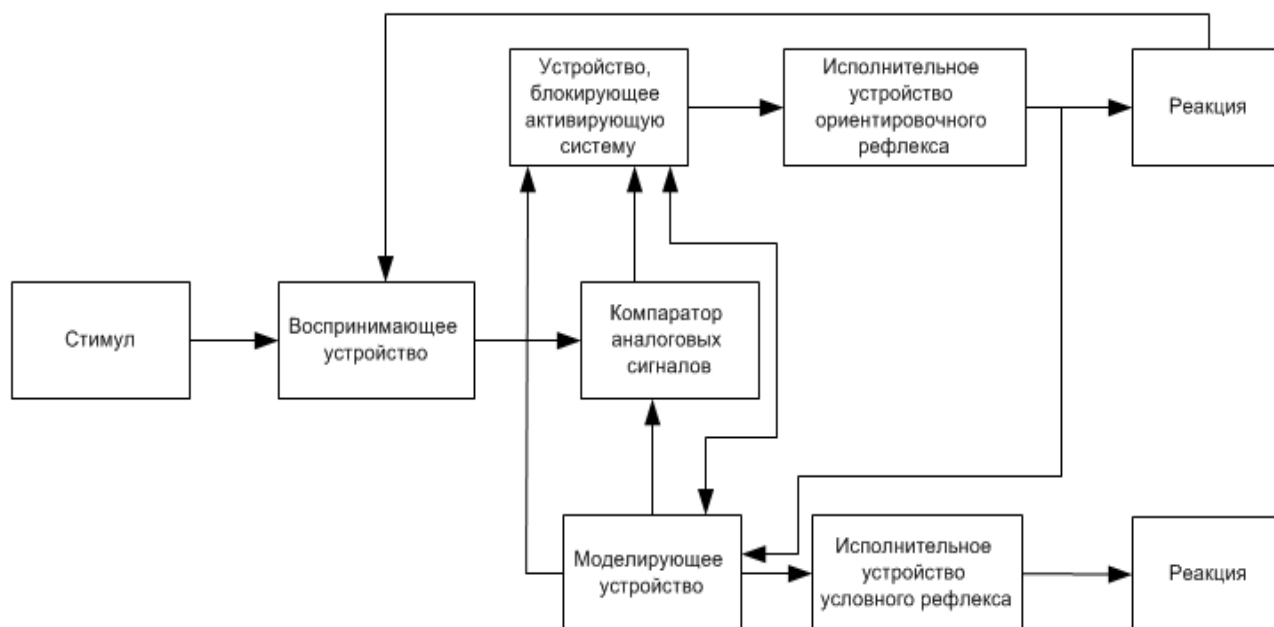 Устройство,
блокирующее
активирующую
систему
Исполнительное
устройство
ориентировочного
рефлекса
Реакция
Стимул
Воспринимающее
устройство
Компаратор
аналоговых
сигналов
Моделирующее
устройство
Исполнительное
устройство
условного рефлекса
Реакция